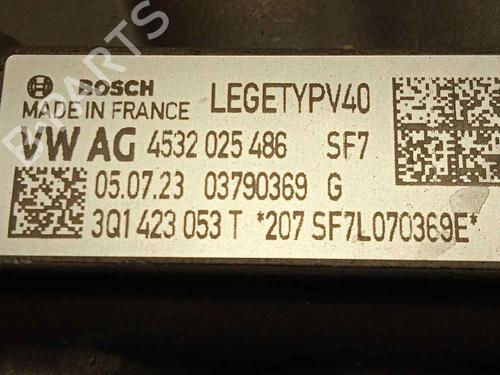 BOSCH LEGETYPV40
MADE IN FRANCE
VW AG 4532 025 486 SF7
05.07.23 03790369 G
3Q1 423 053 T *207 SF7L070369E*